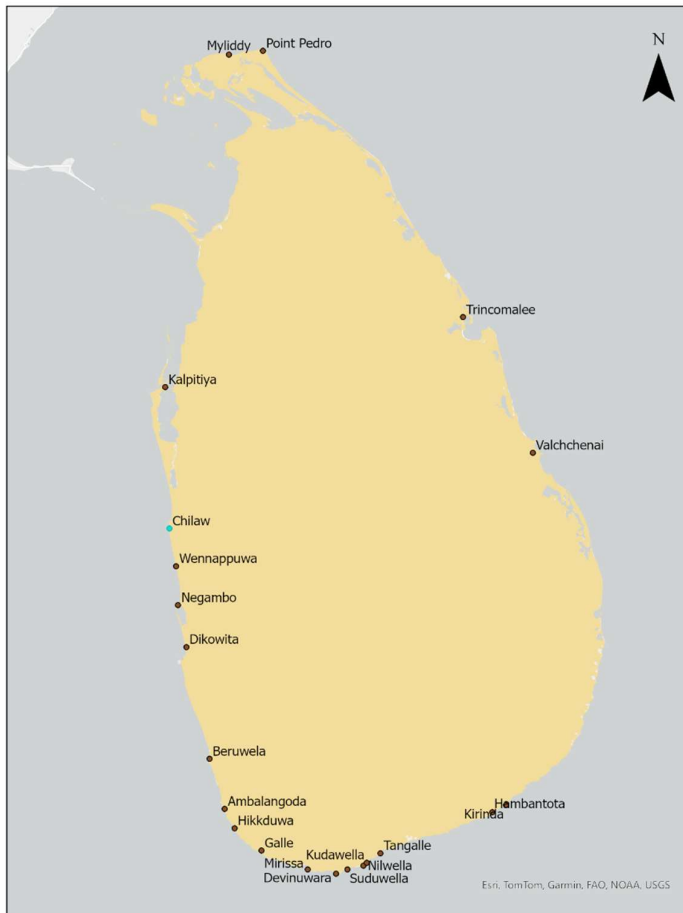 Myliddy
Point Pedro
N
Trincomalee
Kalpitiya
Valchchenai
Chilaw
Wennappuwa
Negambo
Dikowita
Beruwela
Ambalangoda
Hambantota
Kirinda
Hikkduwa
Galle
Tangalle
Kudawella
Mirissa
Nilwella
Devinuwara
Suduwella
Esri, TomTom, Garmin, FAO, NOAA, USGS